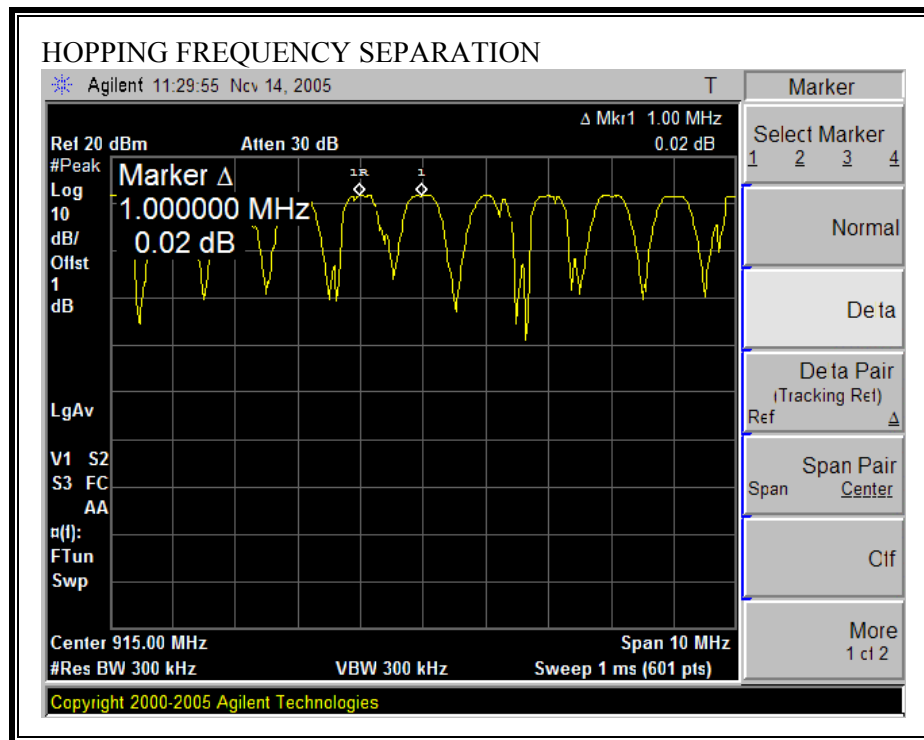 HOPPING FREQUENCY SEPARATION
Agilent 11:29:55 Nov 14, 2005 T
Δ Mkr1 1.00 MHz
Ref 20 dBm Atten 30 dB 0.02 dB
#Peak
Log
10
dB/
Offst
1
dB
Marker Δ
1.000000 MHz
0.02 dB
1R 1
LgAv
V1 S2
S3 FC
AA
¤(f):
FTun
Swp
Center 915.00 MHz Span 10 MHz
#Res BW 300 kHz VBW 300 kHz Sweep 1 ms (601 pts)
Copyright 2000-2005 Agilent Technologies
Marker
Select Marker
1 2 3 4
Normal
Delta
Delta Pair
(Tracking Ref)
Ref Δ
Span Pair
Span Center
Off
More
1 of 2